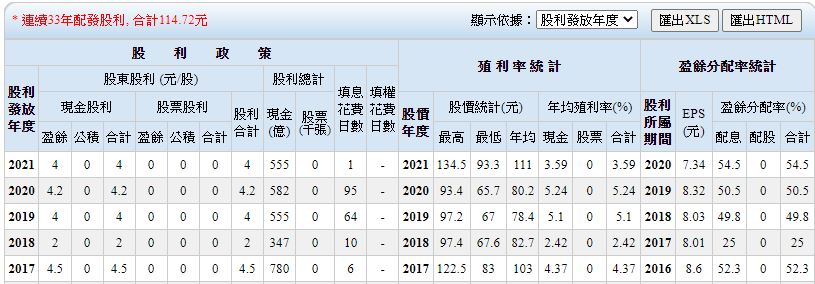 * 連續33年配發股利, 合計114.72元 顯示依據： 股利發放年度 匯出XLS 匯出HTML
股 利 政 策 殖 利 率 統 計 盈餘分配率統計
股利發放年度 股東股利 (元/股) 股利總計 填息花費日數 填權花費日數 股價年度 股價統計(元) 年均殖利率(%) 股利所屬期間 EPS(元) 盈餘分配率(%)
現金股利 股票股利 股利合計 現金(億) 股票(千張) 最高 最低 年均 現金 股票 合計 配息 配股 合計
盈餘 公積 合計 盈餘 公積 合計
2021 4 0 4 0 0 0 4 555 0 1 - 2021 134.5 93.3 111 3.59 0 3.59 2020 7.34 54.5 0 54.5
2020 4.2 0 4.2 0 0 0 4.2 582 0 95 - 2020 93.4 65.7 80.2 5.24 0 5.24 2019 8.32 50.5 0 50.5
2019 4 0 4 0 0 0 4 555 0 64 - 2019 97.2 67 78.4 5.1 0 5.1 2018 8.03 49.8 0 49.8
2018 2 0 2 0 0 0 2 347 0 10 - 2018 97.4 67.6 82.7 2.42 0 2.42 2017 8.01 25 0 25
2017 4.5 0 4.5 0 0 0 4.5 780 0 6 - 2017 122.5 83 103 4.37 0 4.37 2016 8.6 52.3 0 52.3